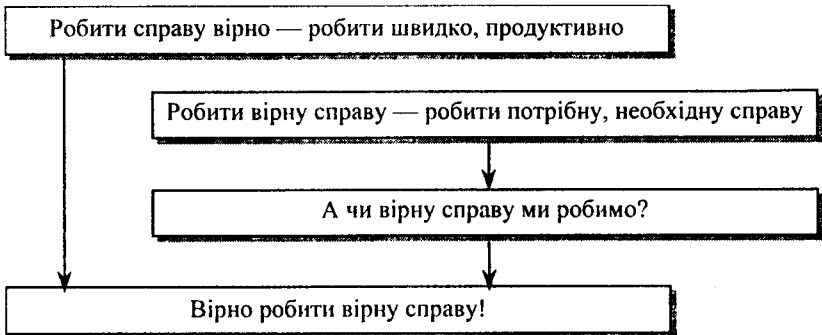 Робити справу вірно — робити швидко, продуктивно
Робити вірну справу — робити потрібну, необхідну справу
А чи вірну справу ми робимо?
Вірно робити вірну справу!